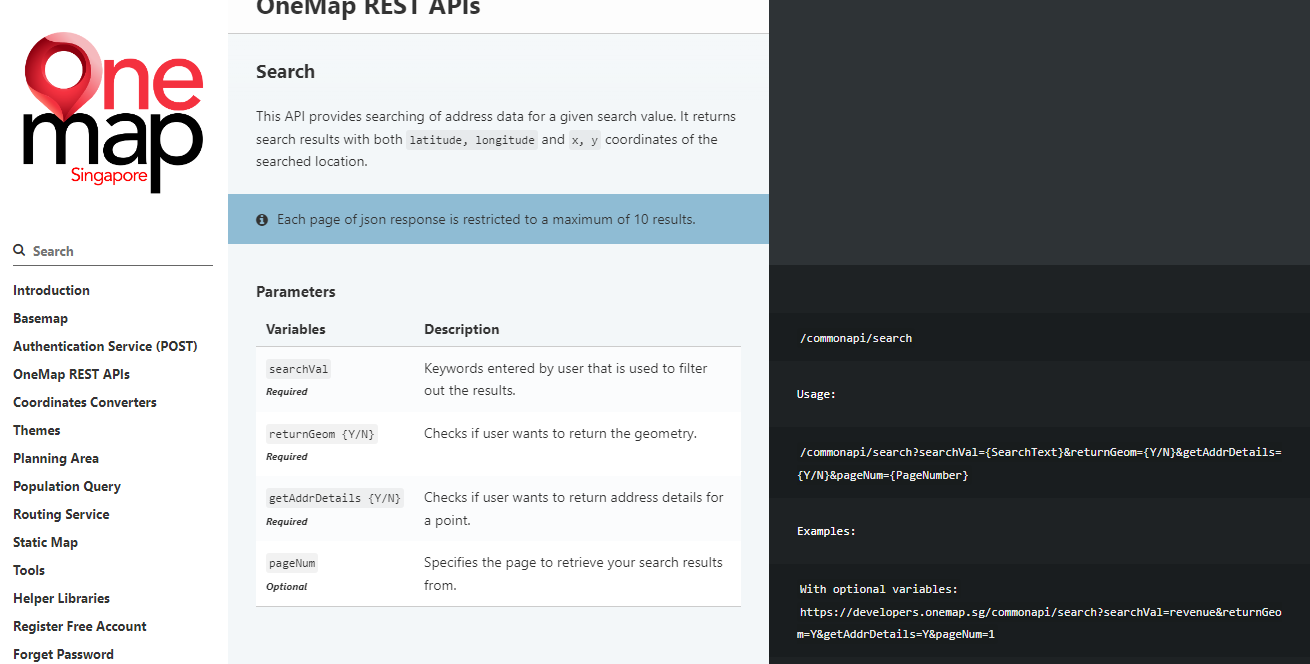 One
map
Singapore
Search
Introduction
Basemap
Authentication Service (POST)
OneMap REST APIs
Coordinates Converters
Themes
Planning Area
Population Query
Routing Service
Static Map
Tools
Helper Libraries
Register Free Account
Forget Password
OneMap REST APIs
Search
This API provides searching of address data for a given search value. It returns
search results with both latitude, longitude and x, y coordinates of the
searched location.
Each page of json response is restricted to a maximum of 10 results.
Parameters
Variables Description
searchVal Keywords entered by user that is used to filter
Required out the results.
returnGeom {Y/N} Checks if user wants to return the geometry.
Required
getAddrDetails {Y/N} Checks if user wants to return address details for
Required a point.
pageNum Specifies the page to retrieve your search results
Optional from.
/commonapi/search
Usage:
/commonapi/search?searchVal={SearchText}&returnGeom={Y/N}&getAddrDetails=
{Y/N}&pageNum={PageNumber}
Examples:
With optional variables:
https://developers.onemap.sg/commonapi/search?searchVal=revenue&returnGeo
m=Y&getAddrDetails=Y&pageNum=1